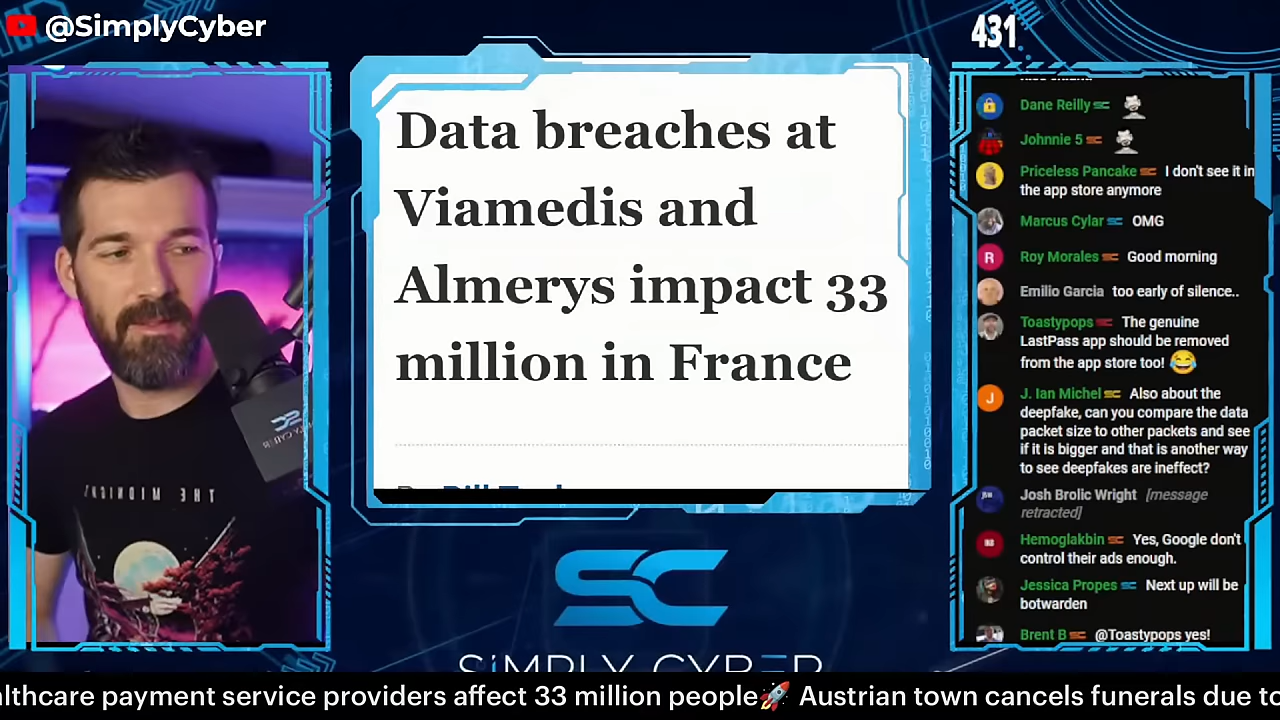 @SimplyCyber
431
Data breaches at
Viamedis and
Almerys impact 33
million in France
THE MIDNIGHT
SC
SIMPLY CYBER
Dane Reilly
Johnnie 5
Priceless Pancake I don't see it in
the app store anymore
Marcus Cylar OMG
R
Roy Morales Good morning
Emilio Garcia too early of silence..
Toastypops The genuine
LastPass app should be removed
from the app store too! 😂
J
J. Ian Michel Also about the
deepfake, can you compare the data
packet size to other packets and see
if it is bigger and that is another way
to see deepfakes are ineffect?
Josh Brolic Wright [message
retracted]
Hemoglakbin Yes, Google don't
control their ads enough.
Jessica Propes Next up will be
botwarden
Brent B @Toastypops yes!
althcare payment service providers affect 33 million people🚀 Austrian town cancels funerals due to